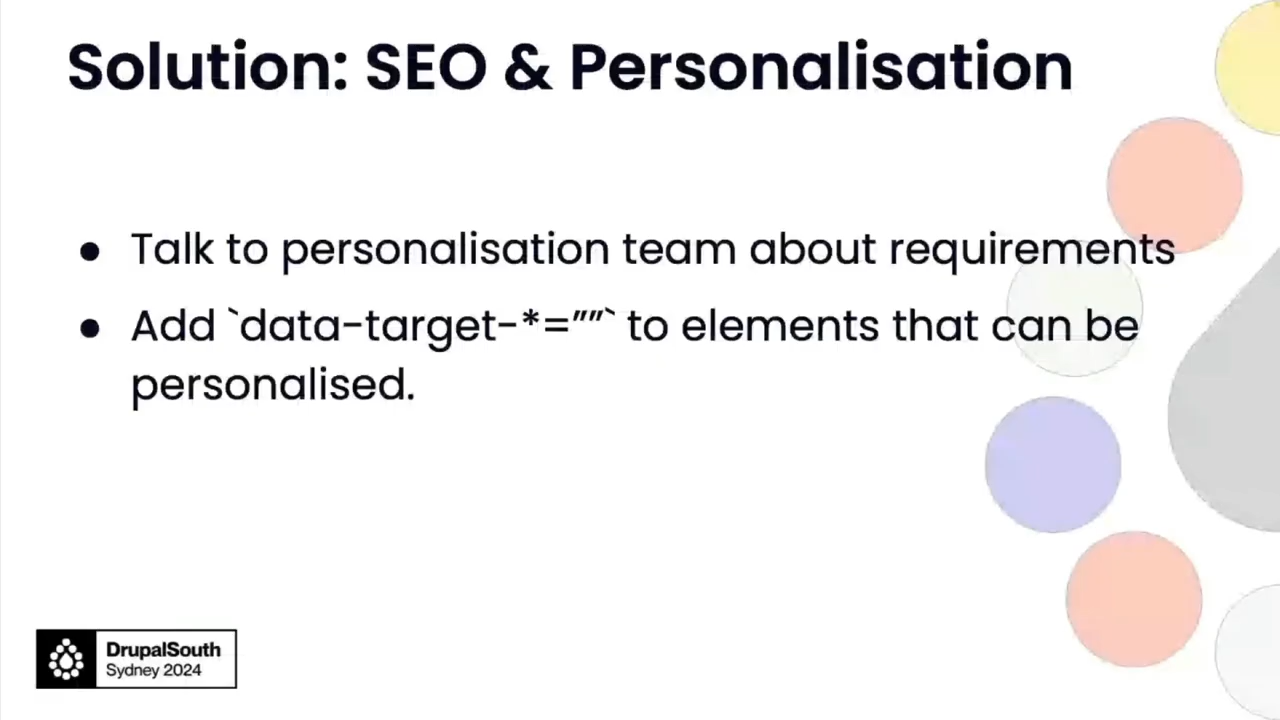 Solution: SEO & Personalisation
● Talk to personalisation team about requirements
● Add `data-target-*=””` to elements that can be
personalised.
DrupalSouth
Sydney 2024